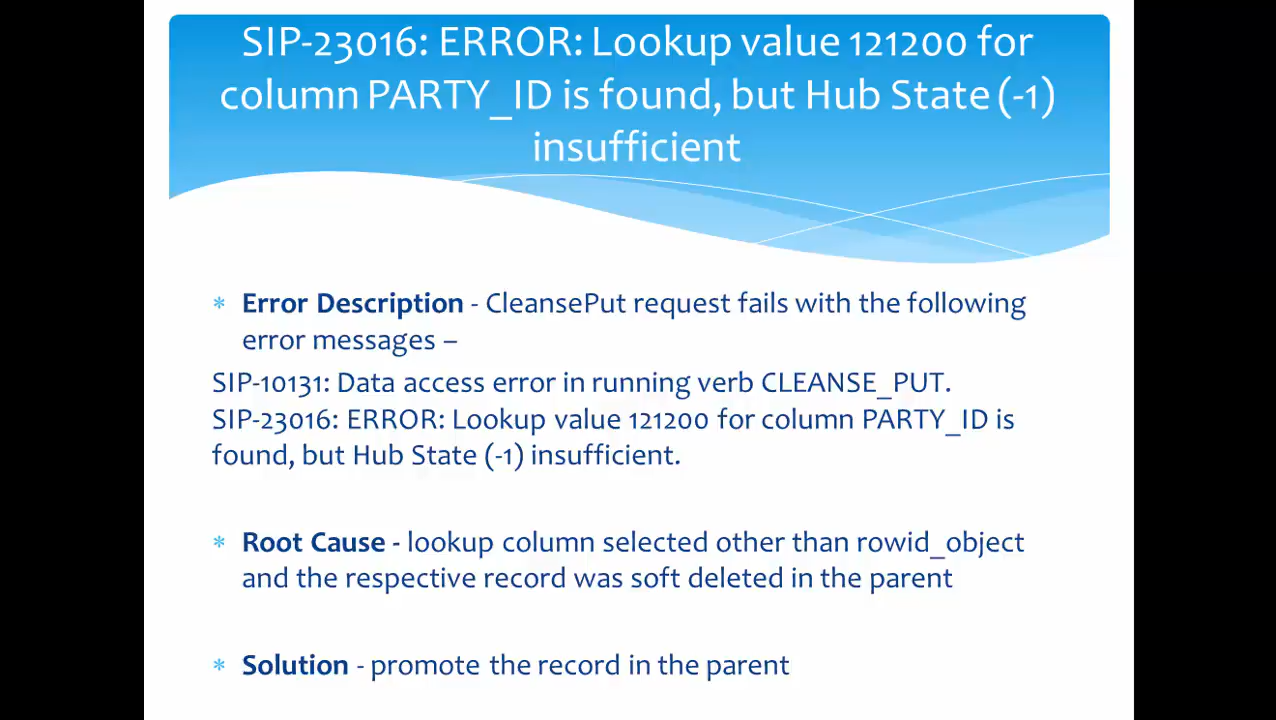 SIP-23016: ERROR: Lookup value 121200 for
column PARTY_ID is found, but Hub State (-1)
insufficient
* Error Description - CleansePut request fails with the following
error messages –
SIP-10131: Data access error in running verb CLEANSE_PUT.
SIP-23016: ERROR: Lookup value 121200 for column PARTY_ID is
found, but Hub State (-1) insufficient.
* Root Cause - lookup column selected other than rowid_object
and the respective record was soft deleted in the parent
* Solution - promote the record in the parent